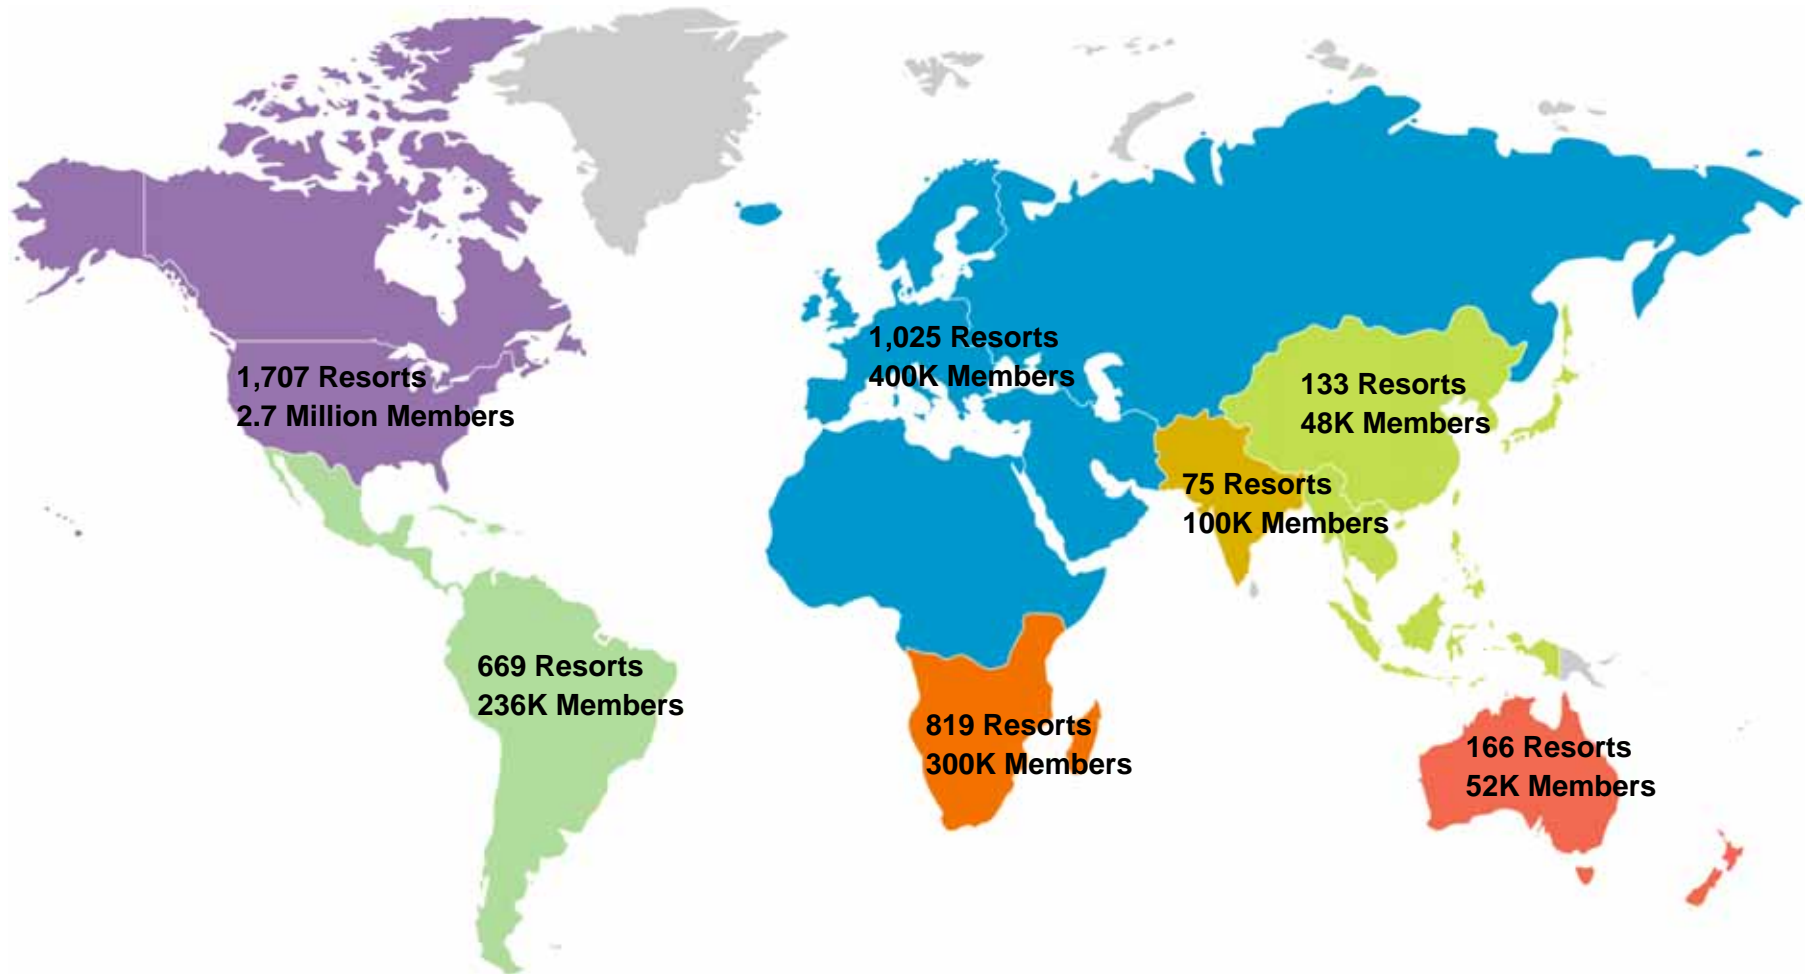 1,025 Resorts
400K Members
1,707 Resorts
2.7 Million Members
133 Resorts
48K Members
75 Resorts
100K Members
669 Resorts
236K Members
819 Resorts
300K Members
166 Resorts
52K Members